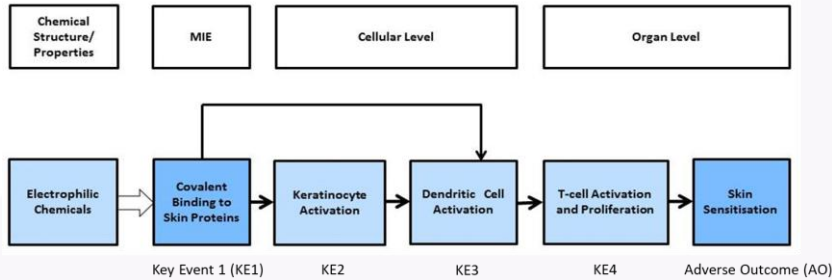 Chemical
Structure/
Properties
MIE
Cellular Level
Organ Level
Electrophilic
Chemicals
Covalent
Binding to
Skin Proteins
Keratinocyte
Activation
Dendritic Cell
Activation
T-cell Activation
and Proliferation
Skin
Sensitisation
Key Event 1 (KE1)
KE2
KE3
KE4
Adverse Outcome (AO)